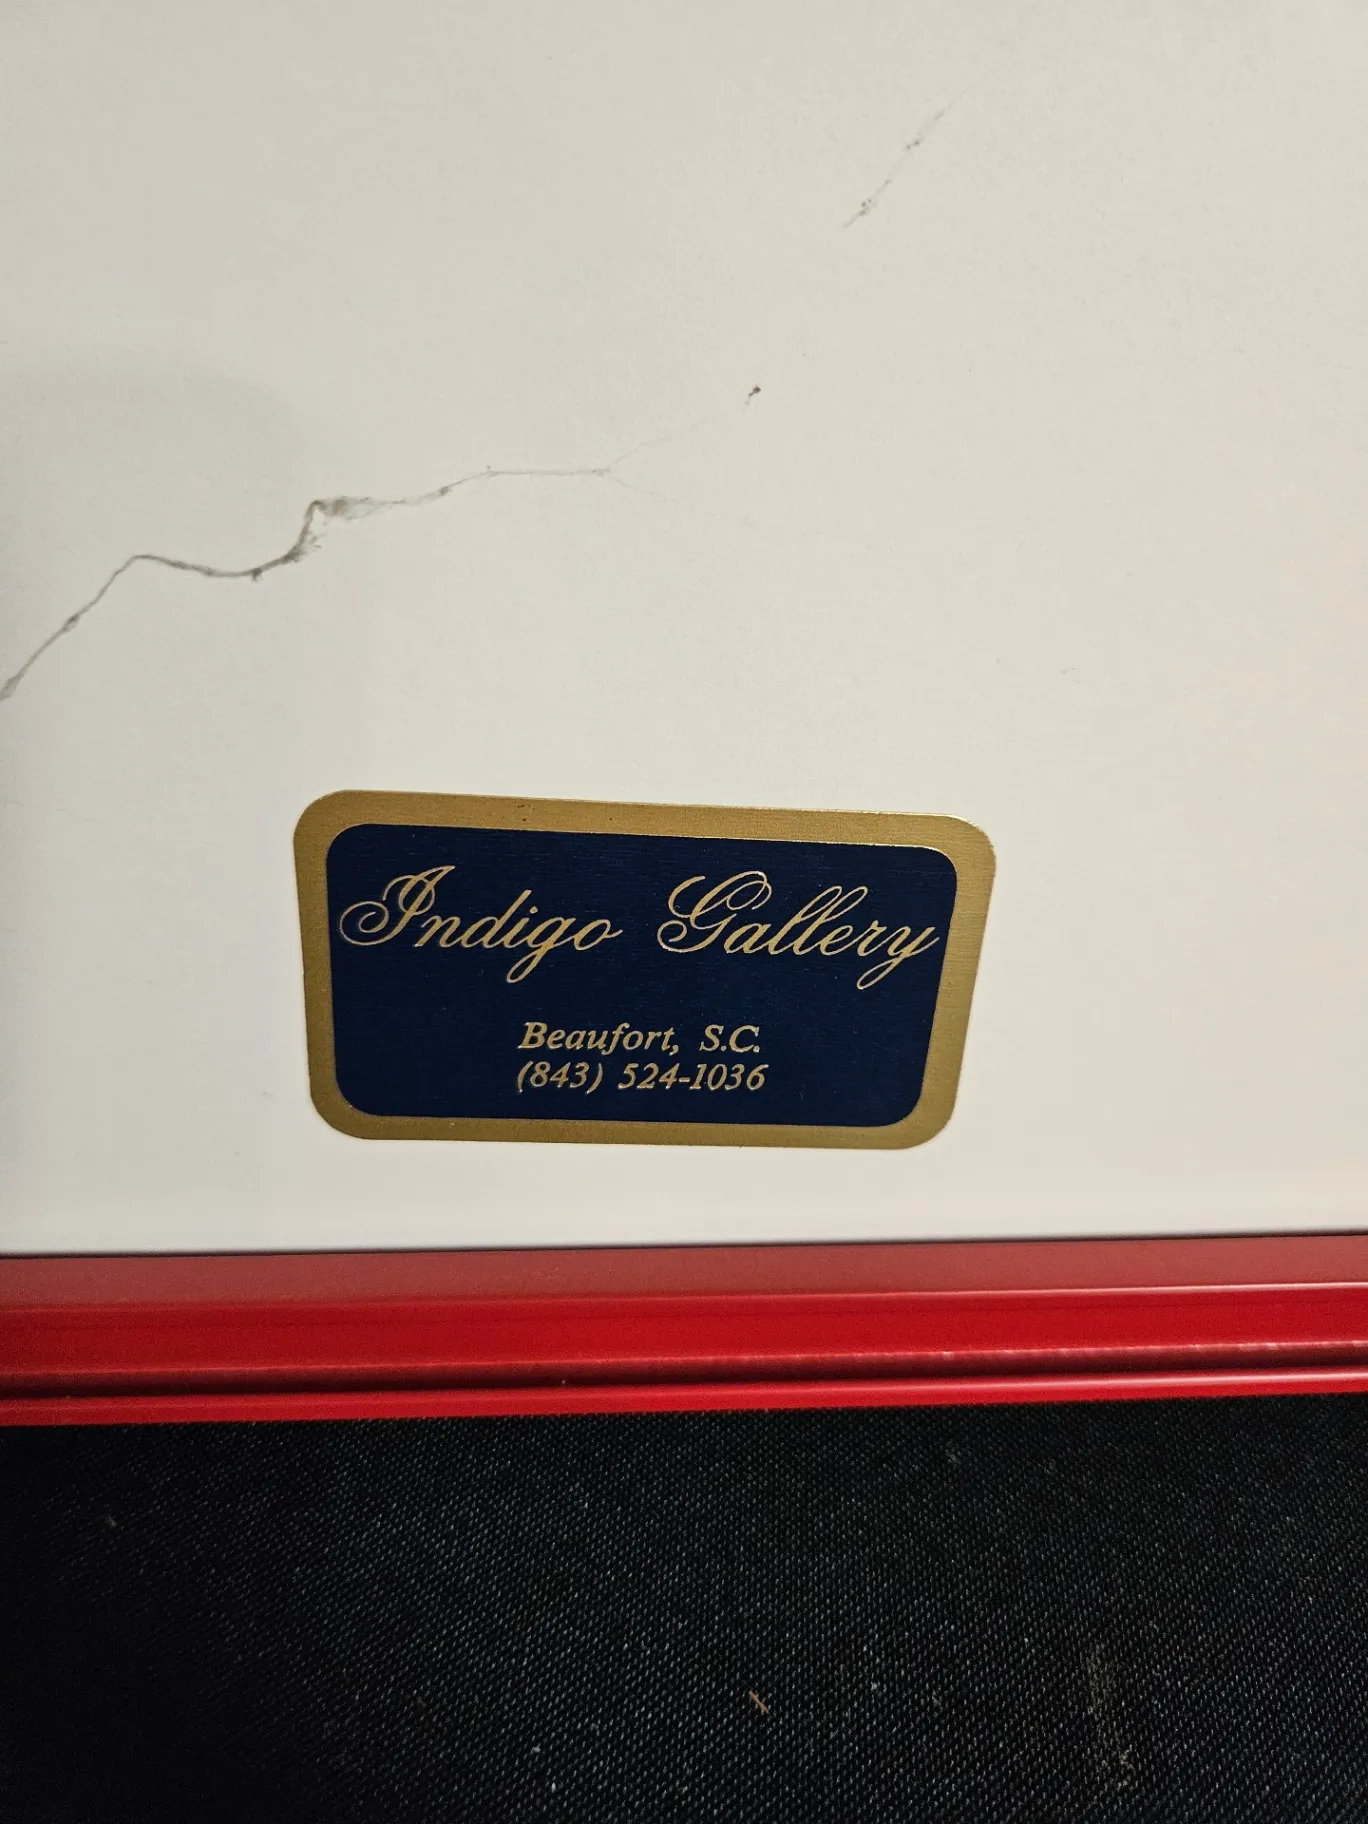 Indigo Gallery
Beaufort, S.C.
(843) 524-1036